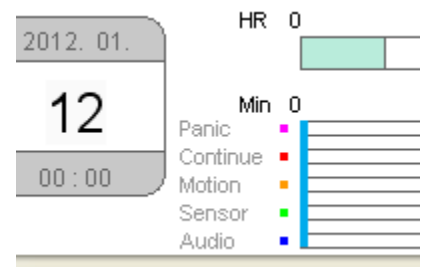 2012. 01.
12
00 : 00
HR 0
Min 0
Panic
Continue
Motion
Sensor
Audio